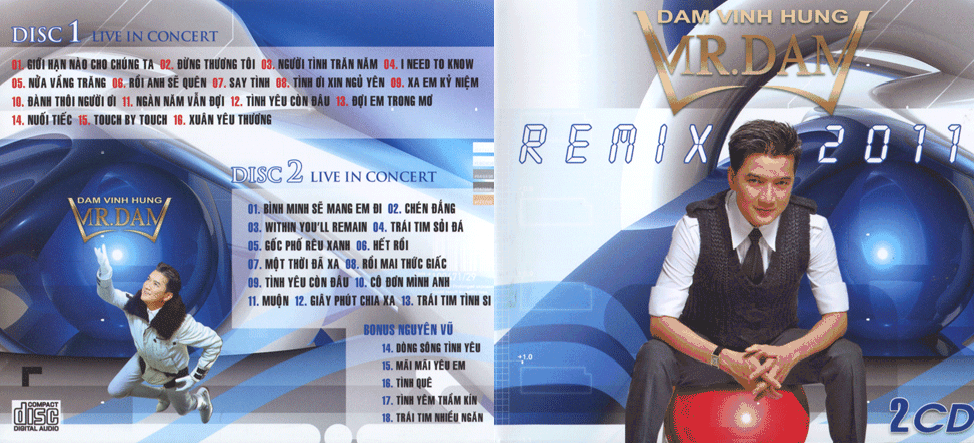 DISC 1 LIVE IN CONCERT
01. GIỚI HẠN NÀO CHO CHÚNG TA 02. ĐỪNG THƯƠNG TÔI 03. NGƯỜI TÌNH TRĂM NĂM 04. I NEED TO KNOW
05. NỬA VẦNG TRĂNG 06. RỒI ANH SẼ QUÊN 07. SAY TÌNH 08. TÌNH ƠI XIN NGỦ YÊN 09. XA EM KỶ NIỆM
10. ĐÀNH THÔI NGƯỜI ƠI 11. NGÀN NĂM VẪN ĐỢI 12. TÌNH YÊU CÒN ĐÂU 13. ĐỢI EM TRONG MƠ
14. NUỐI TIẾC 15. TOUCH BY TOUCH 16. XUÂN YÊU THƯƠNG
DISC 2 LIVE IN CONCERT
01. BÌNH MINH SẼ MANG EM ĐI 02. CHÉN ĐẮNG
03. WITHIN YOU'LL REMAIN 04. TRÁI TIM SỎI ĐÁ
05. GỐC PHỐ RÊU XANH 06. HẾT RỒI
07. MỘT THỜI ĐÃ XA 08. RỒI MAI THỨC GIẤC
09. TÌNH YÊU CÒN ĐÂU 10. CÔ ĐƠN MÌNH ANH
11. MUỘN 12. GIÂY PHÚT CHIA XA 13. TRÁI TIM TÌNH SI
BONUS NGUYÊN VŨ
14. DÒNG SÔNG TÌNH YÊU
15. MÃI MÃI YÊU EM
16. TÌNH QUÊ
17. TÌNH YÊM THẦM KÍN
18. TRÁI TIM NHIỀU NGĂN
DAM VINH HUNG
MR.DAM
COMPACT
disc
DIGITAL AUDIO
DAM VINH HUNG
MR.DAM
REMIX 2011
+1.0
2CD